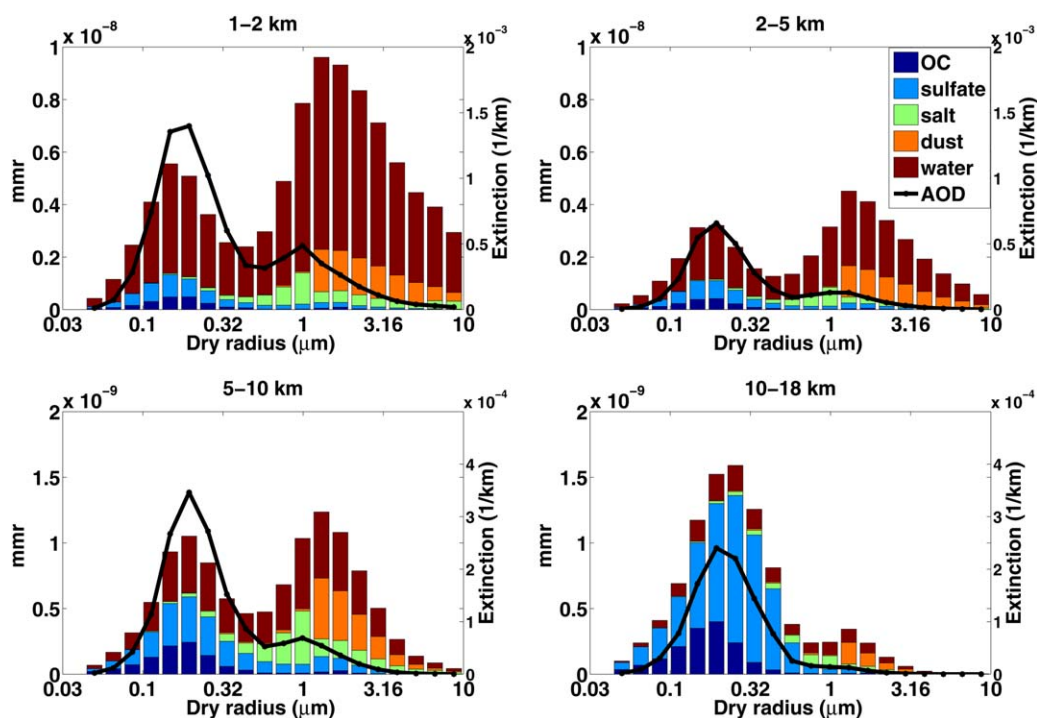 1−2 km
x 10⁻⁸
x 10⁻³
1
0.8
0.6
0.4
0.2
0
mmr
2
1.5
1
0.5
0
Extinction (1/km)
0.03 0.1 0.32 1 3.16 10
Dry radius (μm)
2−5 km
x 10⁻⁸
x 10⁻³
1
0.8
0.6
0.4
0.2
0
mmr
2
1.5
1
0.5
0
Extinction (1/km)
OC
sulfate
salt
dust
water
AOD
0.03 0.1 0.32 1 3.16 10
Dry radius (μm)
5−10 km
x 10⁻⁹
x 10⁻⁴
2
1.5
1
0.5
0
mmr
4
3
2
1
0
Extinction (1/km)
0.03 0.1 0.32 1 3.16 10
Dry radius (μm)
10−18 km
x 10⁻⁹
x 10⁻⁴
2
1.5
1
0.5
0
mmr
4
3
2
1
0
Extinction (1/km)
0.03 0.1 0.32 1 3.16 10
Dry radius (μm)